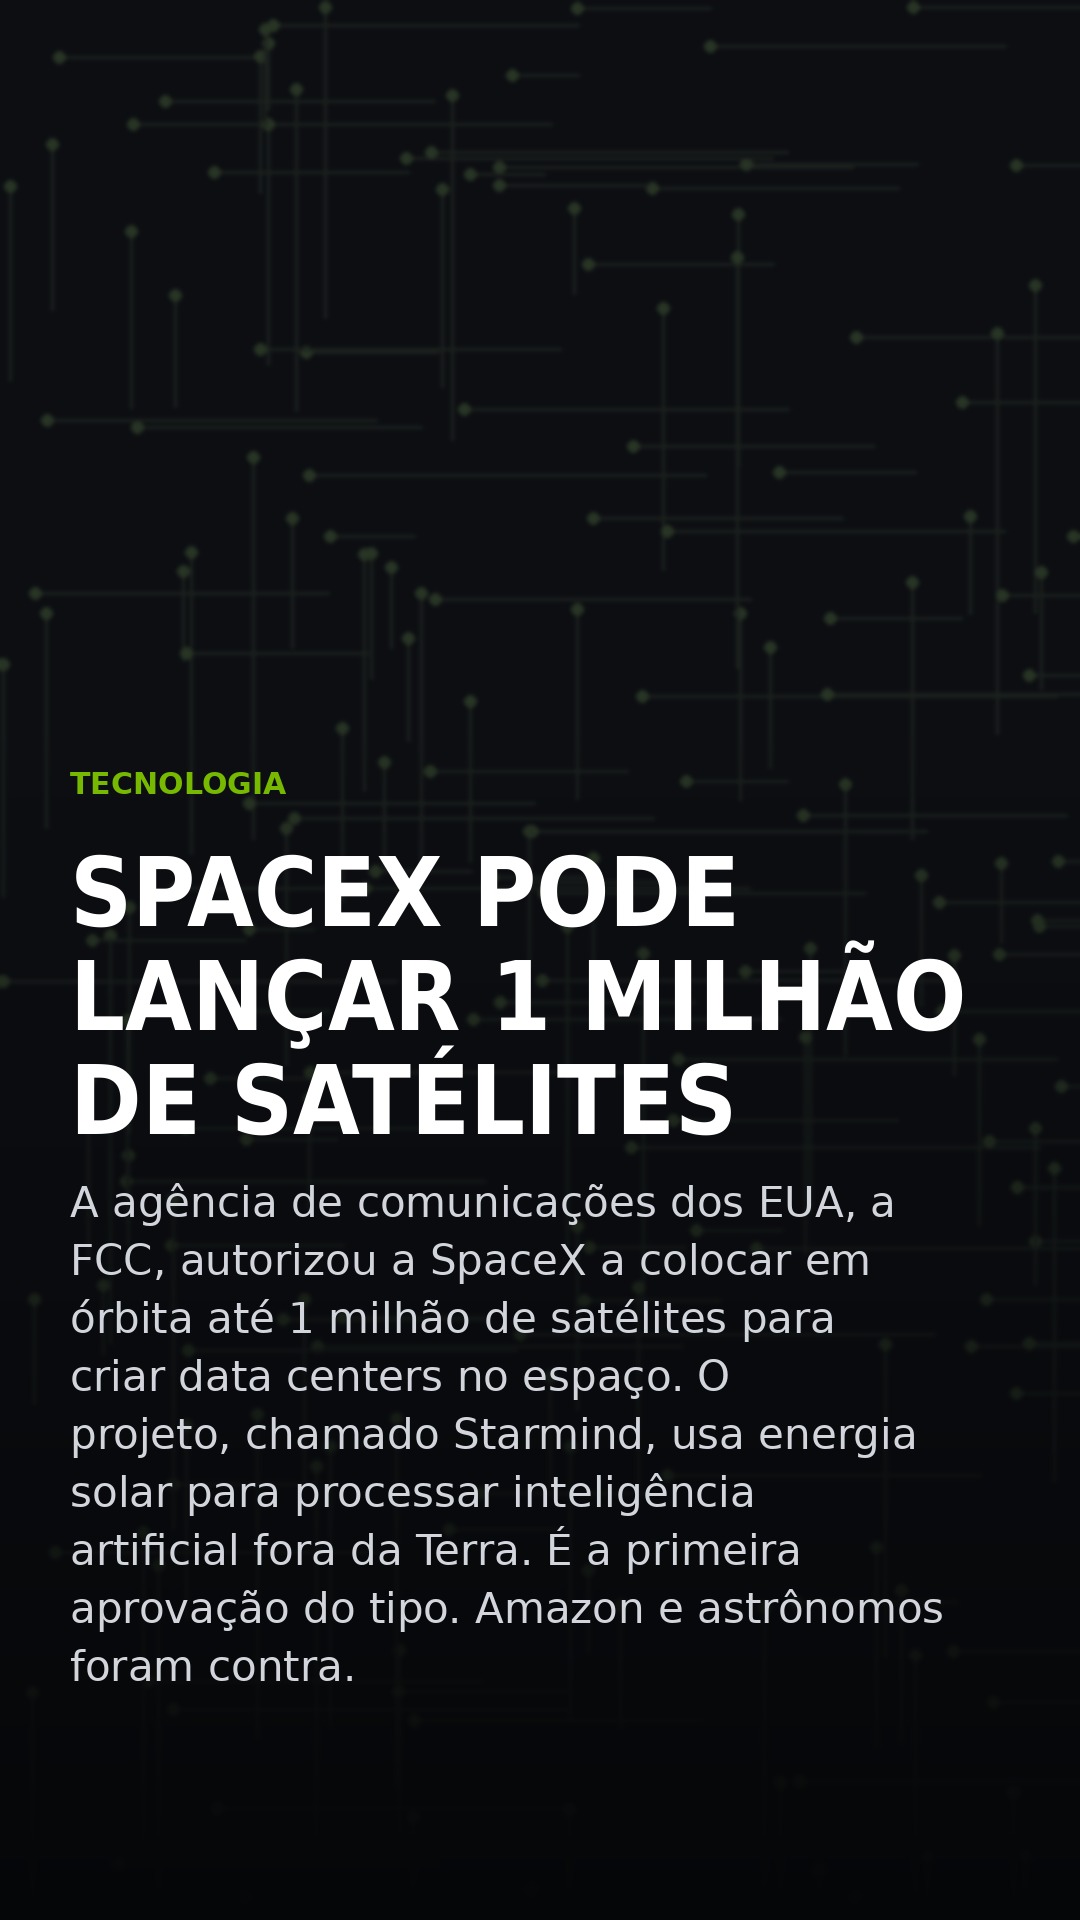 TECNOLOGIA
SPACEX PODE
LANÇAR 1 MILHÃO
DE SATÉLITES
A agência de comunicações dos EUA, a
FCC, autorizou a SpaceX a colocar em
órbita até 1 milhão de satélites para
criar data centers no espaço. O
projeto, chamado Starmind, usa energia
solar para processar inteligência
artificial fora da Terra. É a primeira
aprovação do tipo. Amazon e astrônomos
foram contra.